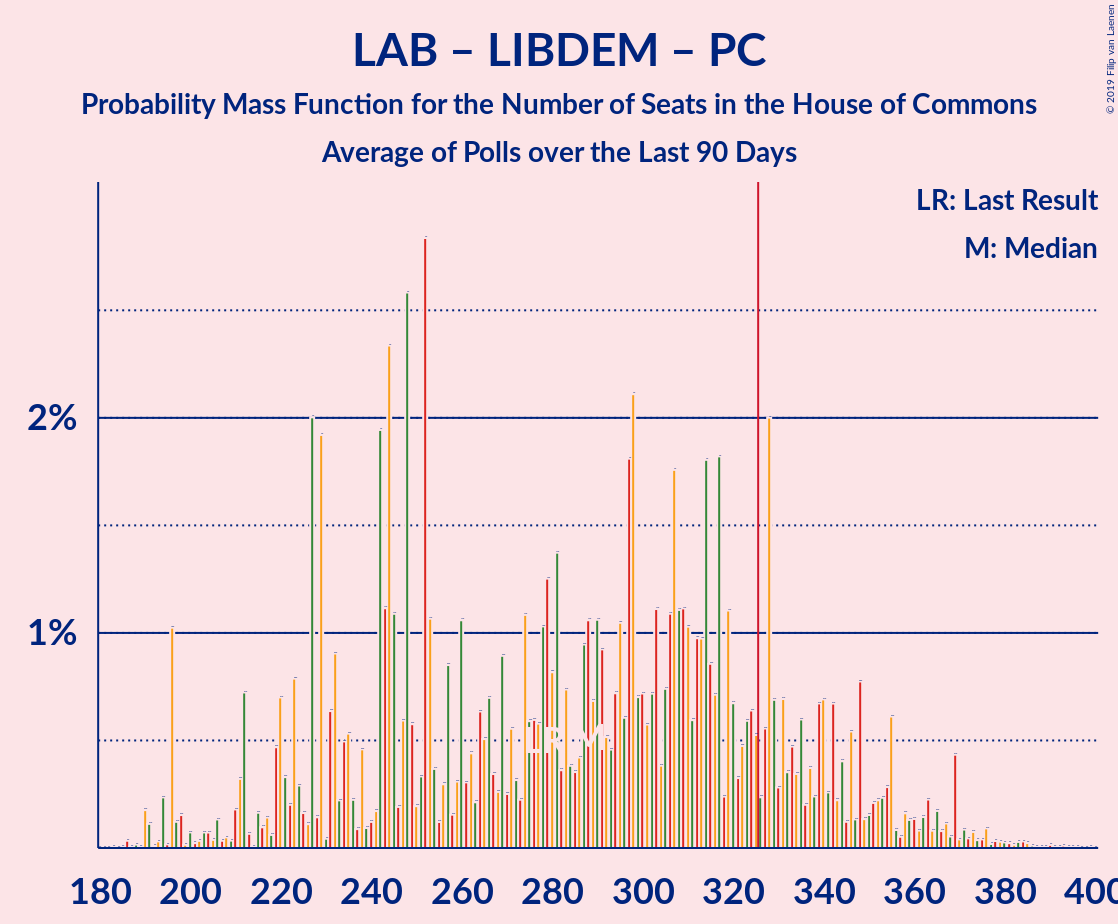 LAB – LIBDEM – PC
Probability Mass Function for the Number of Seats in the House of Commons
Average of Polls over the Last 90 Days
© 2019 Filip van Laenen
LR: Last Result
M: Median
2%
1%
LR
M
180 200 220 240 260 280 300 320 340 360 380 400